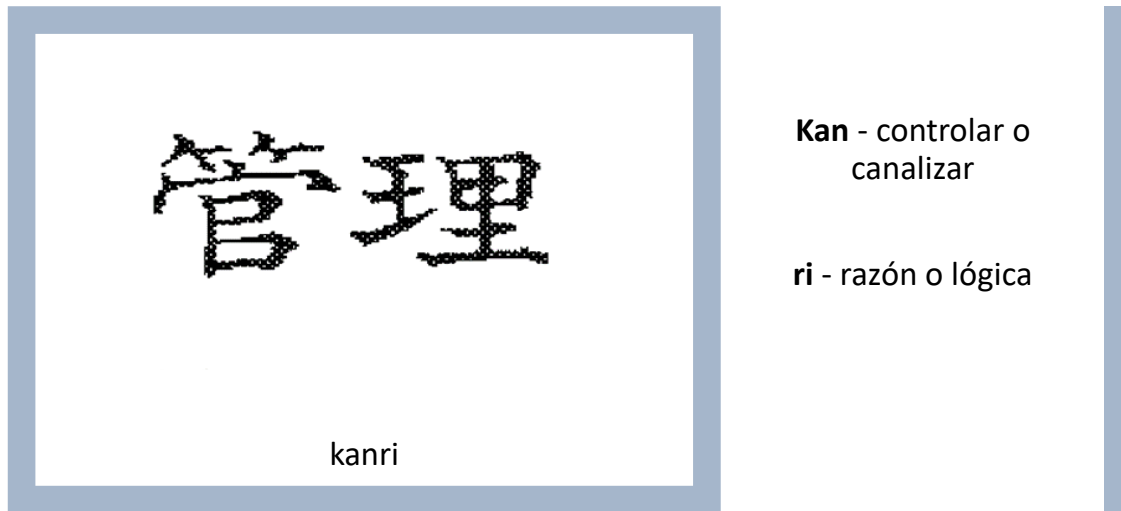 管理
kanri
Kan - controlar o
canalizar
ri - razón o lógica